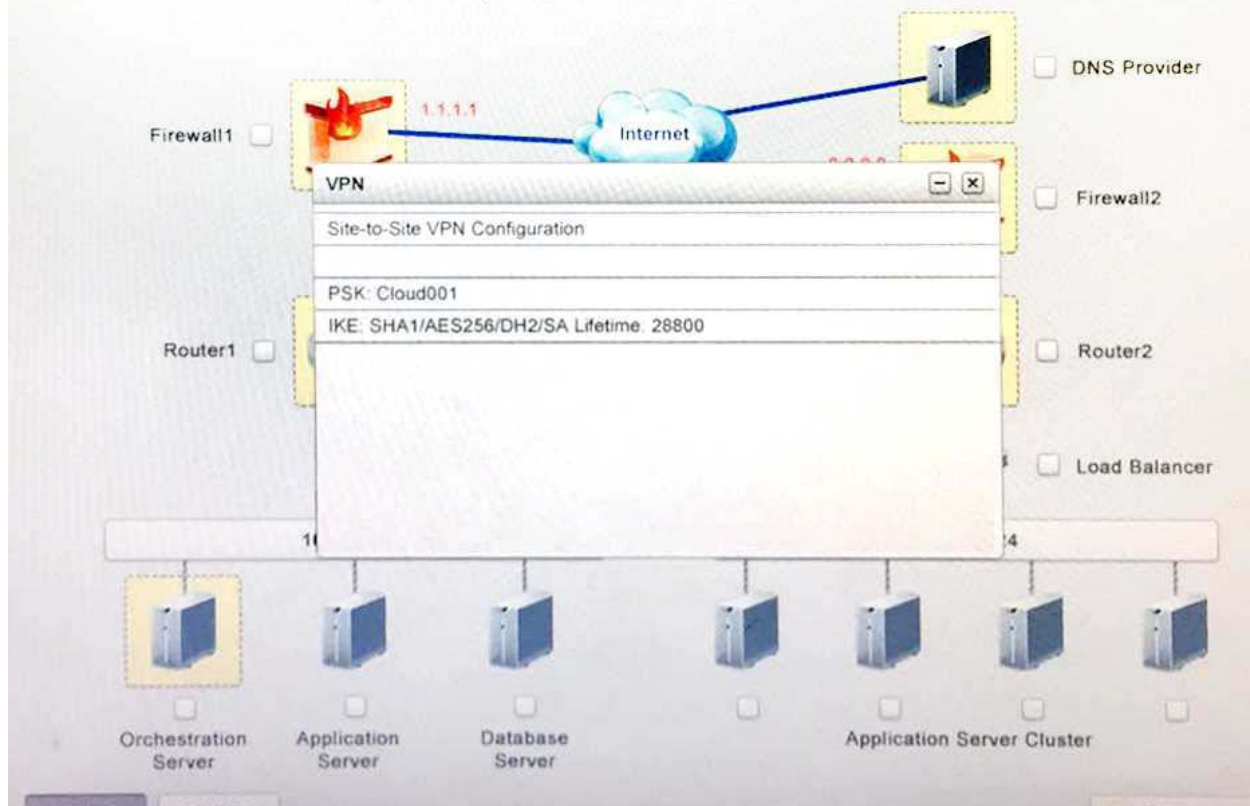 DNS Provider
1.1.1.1
Internet
Firewall1
VPN
Firewall2
Site-to-Site VPN Configuration
PSK: Cloud001
IKE: SHA1/AES256/DH2/SA Lifetime. 28800
Router1
Router2
Load Balancer
Orchestration
Server
Application
Server
Database
Server
Application Server Cluster